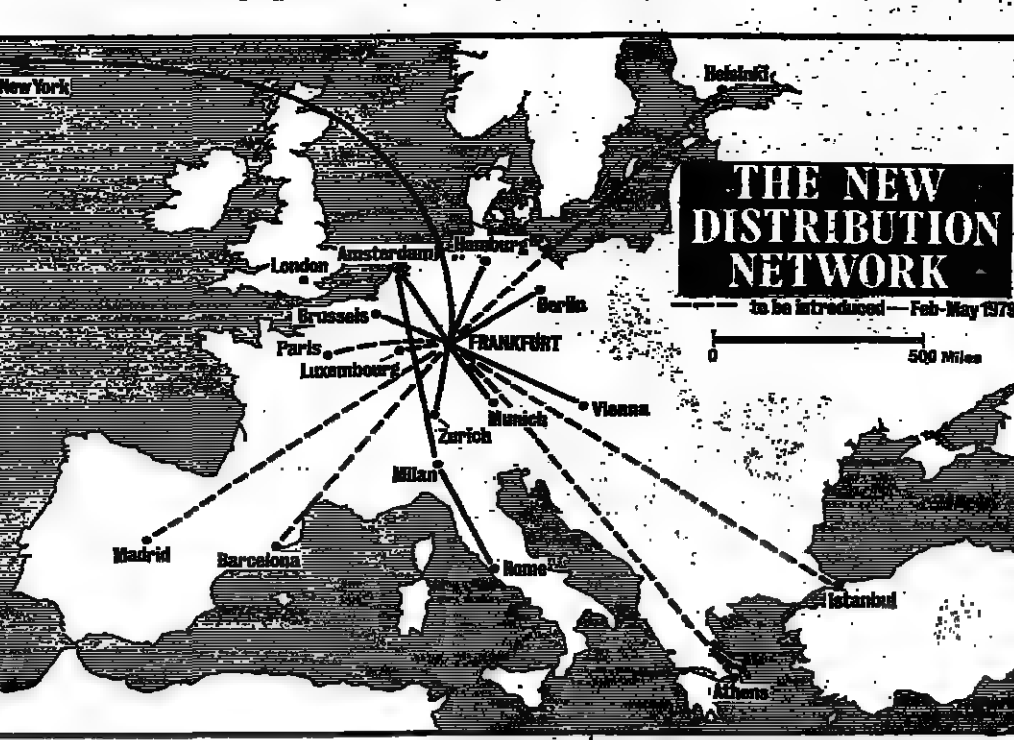 New York
Helsinki
THE NEW
DISTRIBUTION
NETWORK
to be introduced — Feb-May 1979
0 500 Miles
Amsterdam
Hamburg
London
Berlin
Brussels
FRANKFURT
Paris
Luxembourg
Munich
Vienna
Zurich
Milan
Madrid
Barcelona
Rome
Istanbul
Athens